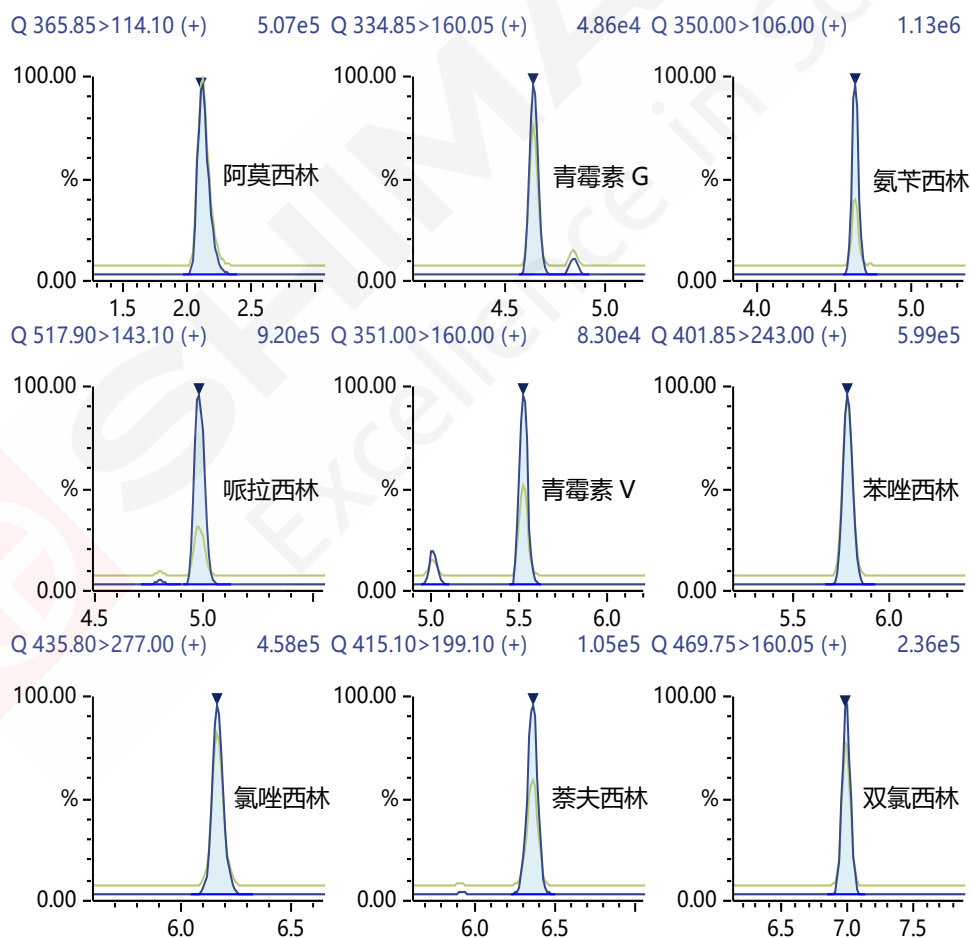 Q 365.85>114.10 (+) 5.07e5 Q 334.85>160.05 (+) 4.86e4 Q 350.00>106.00 (+) 1.13e6
100.00 100.00 100.00
% 阿莫西林 % 青霉素 G % 氨苄西林
0.00 0.00 0.00
1.5 2.0 2.5 4.5 5.0 4.0 4.5 5.0
Q 517.90>143.10 (+) 9.20e5 Q 351.00>160.00 (+) 8.30e4 Q 401.85>243.00 (+) 5.99e5
100.00 100.00 100.00
% 哌拉西林 % 青霉素 V % 苯唑西林
0.00 0.00 0.00
4.5 5.0 5.0 5.5 6.0 5.5 6.0
Q 435.80>277.00 (+) 4.58e5 Q 415.10>199.10 (+) 1.05e5 Q 469.75>160.05 (+) 2.36e5
100.00 100.00 100.00
% 氯唑西林 % 萘夫西林 % 双氯西林
0.00 0.00 0.00
6.0 6.5 6.0 6.5 6.5 7.0 7.5
SHIMA
Excellence in Sc